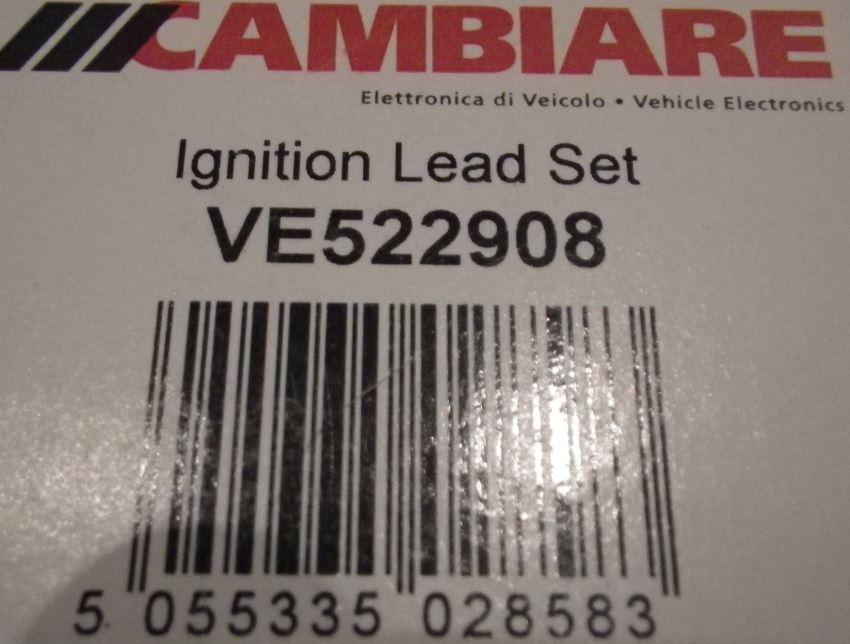 CAMBIARE
Elettronica di Veicolo • Vehicle Electronics
Ignition Lead Set
VE522908
5 055335 028583